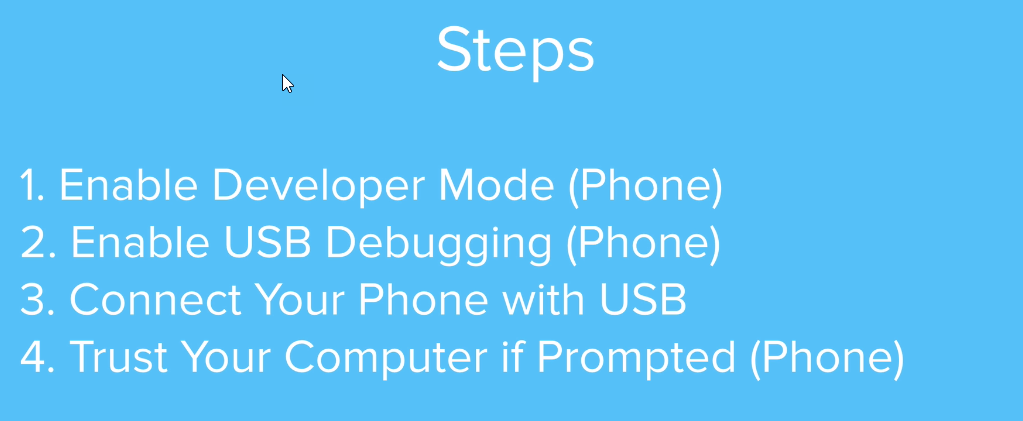 Steps
1. Enable Developer Mode (Phone)
2. Enable USB Debugging (Phone)
3. Connect Your Phone with USB
4. Trust Your Computer if Prompted (Phone)